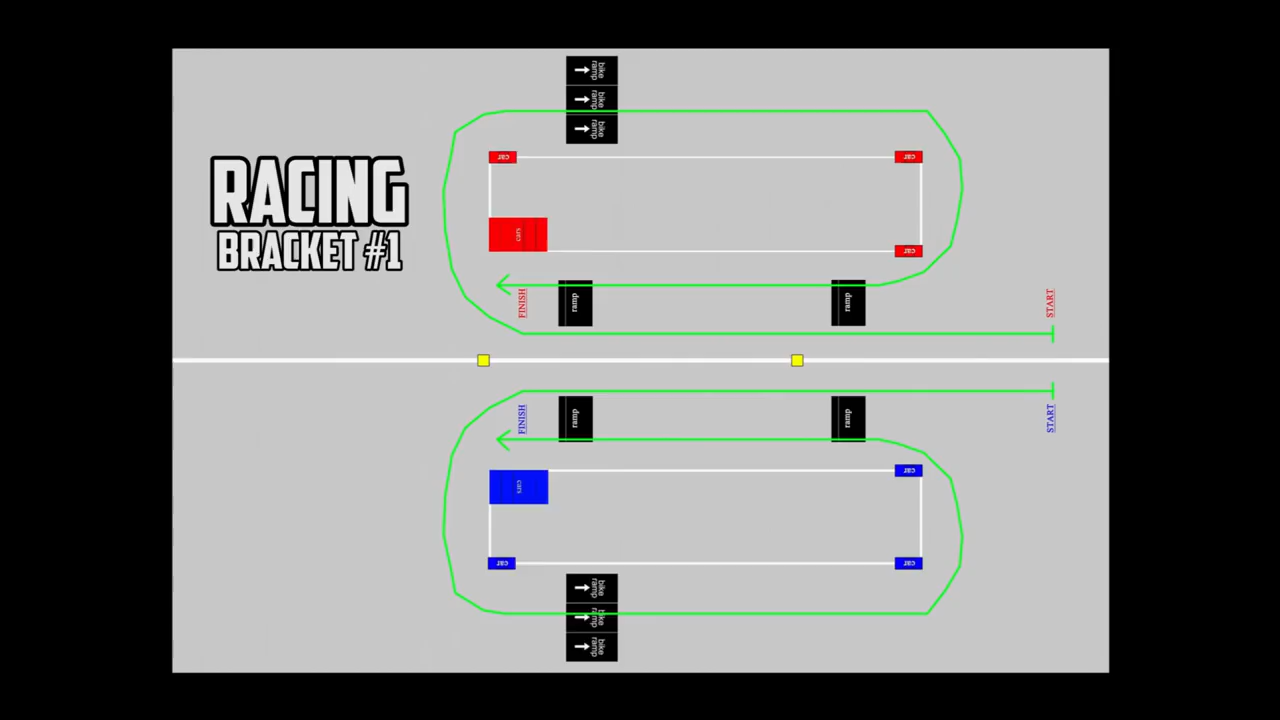 bike
ramp
bike
ramp
bike
ramp
car
car
RACING
BRACKET #1
cars
car
FINISH
ramp
ramp
START
FINISH
ramp
ramp
START
car
cars
car
car
bike
ramp
bike
ramp
bike
ramp